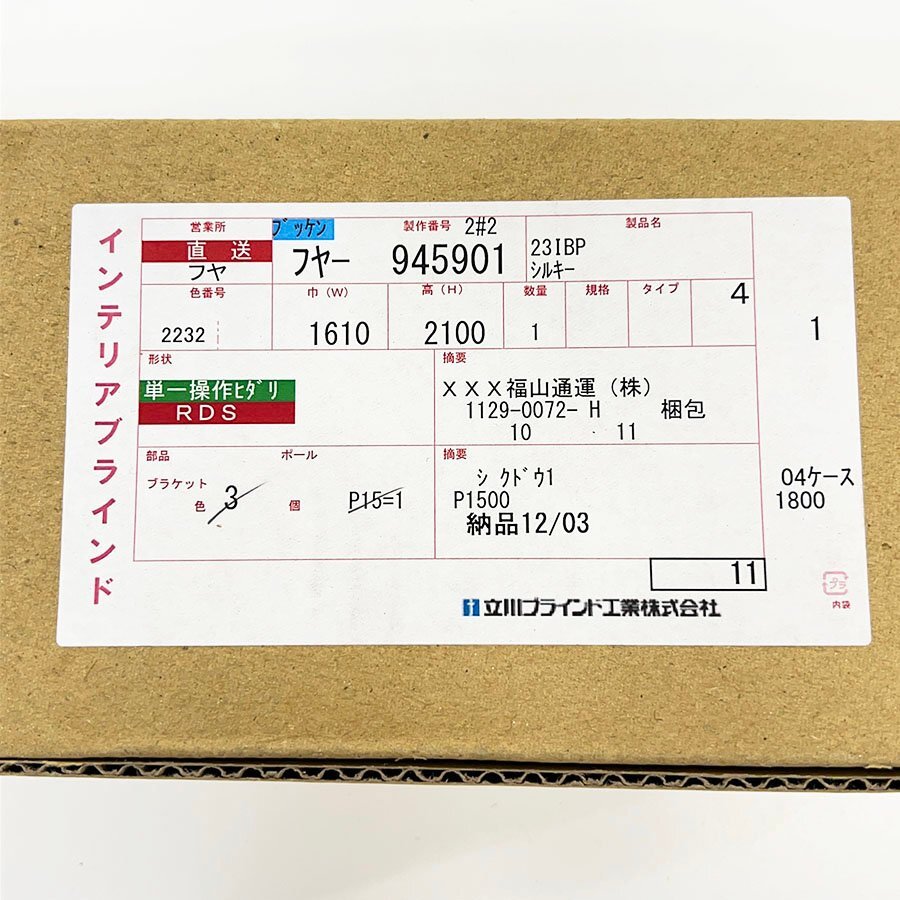 インテリアブラインド
営業所 ブッケン 製作番号 2#2 製品名
直送 フヤー 945901 23IBP
フヤ シルキー
色番号 巾(W) 高(H) 数量 規格 タイプ 4
2232 1610 2100 1 1
形状 摘要
単一操作ヒダリ XXX福山通運(株)
RDS 1129-0072- H 梱包
10 11
部品 ポール 摘要
ブラケット シ クドウ1 04ケース
色 3 個 P15=1 P1500 1800
納品12/03
11
立川ブラインド工業株式会社
プラ
内袋